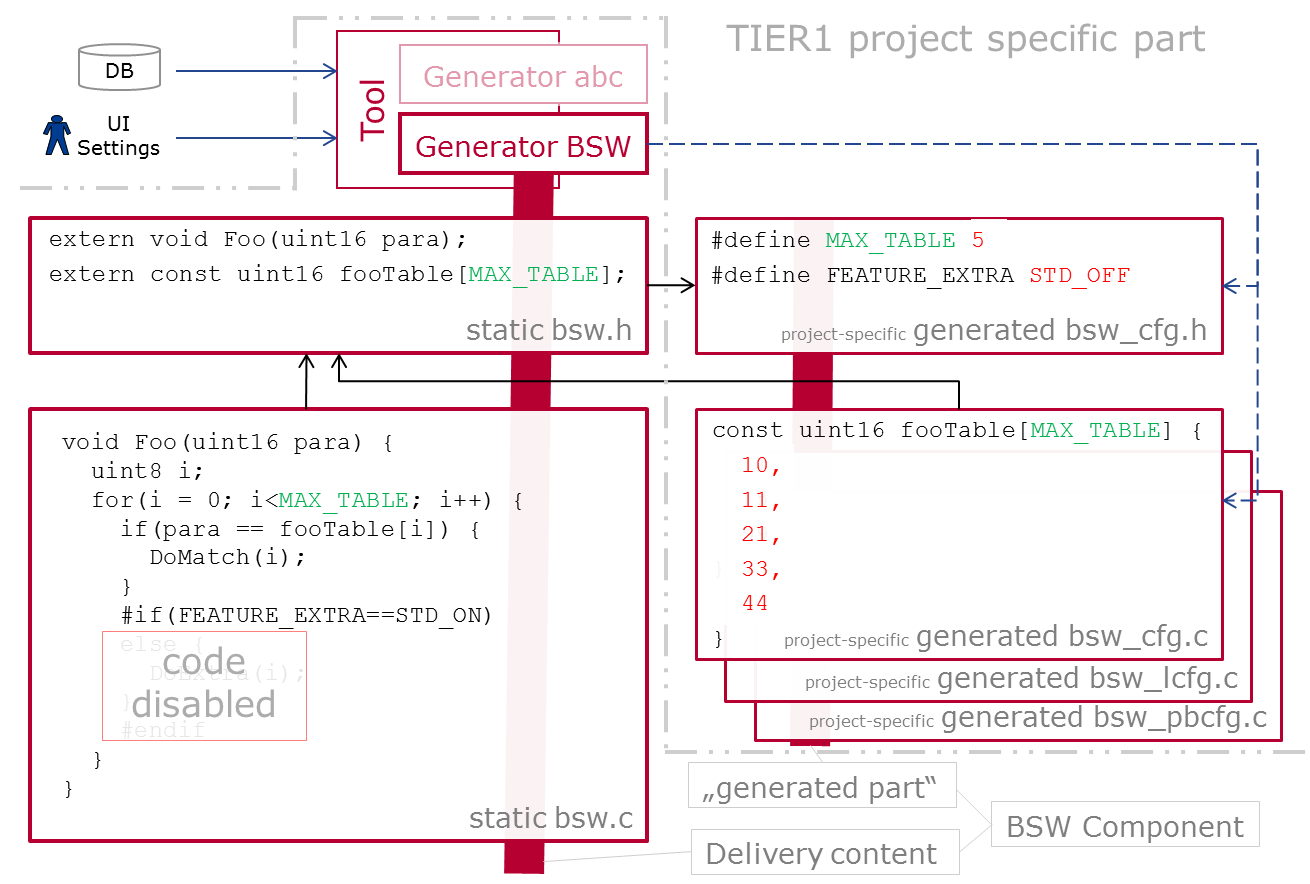 TIER1 project specific part
DB
UI
Settings
Tool
Generator abc
Generator BSW
extern void Foo(uint16 para);
extern const uint16 fooTable[MAX_TABLE];
static bsw.h
#define MAX_TABLE 5
#define FEATURE_EXTRA STD_OFF
project-specific generated bsw_cfg.h
void Foo(uint16 para) {
uint8 i;
for(i = 0; i<MAX_TABLE; i++) {
if(para == fooTable[i]) {
DoMatch(i);
}
#if(FEATURE_EXTRA==STD_ON)
else {
DoExtra(i);
}
#endif
code
disabled
}
}
static bsw.c
const uint16 fooTable[MAX_TABLE] {
10,
11,
21,
33,
44
}
project-specific generated bsw_cfg.c
project-specific generated bsw_lcfg.c
project-specific generated bsw_pbcfg.c
„generated part“
Delivery content
BSW Component